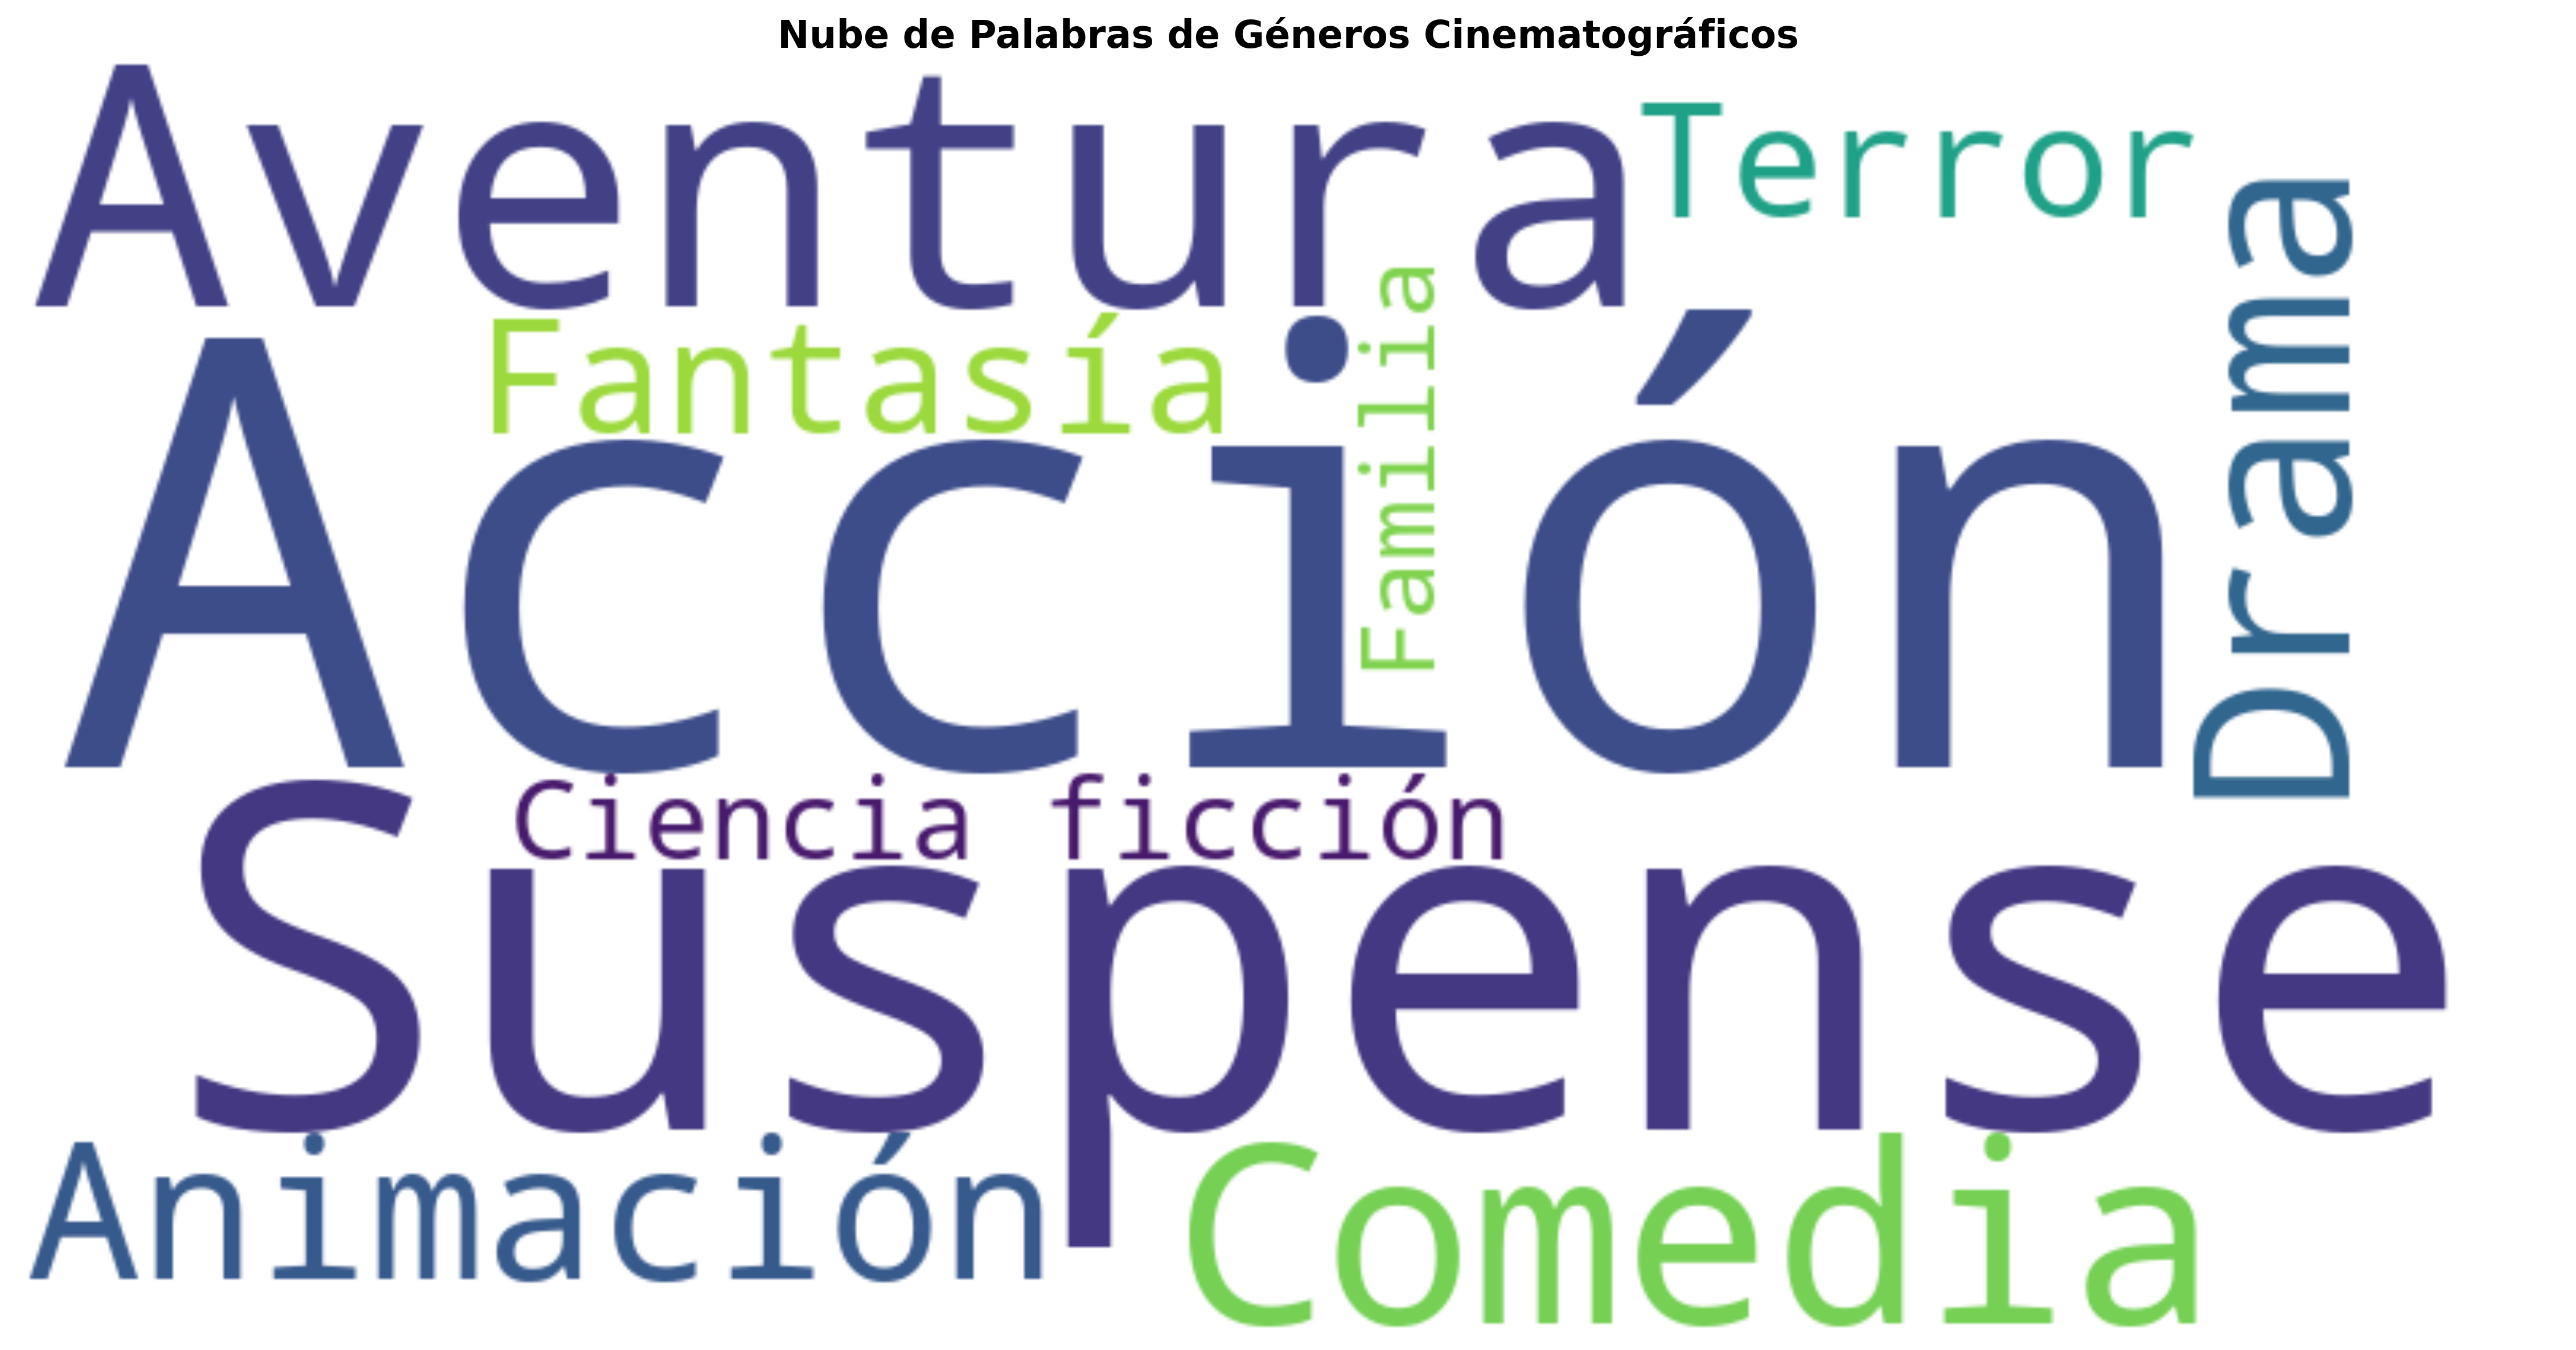 Nube de Palabras de Géneros Cinematográficos
Aventura
Terror
Drama
Fantasía
Familia
Acción
Ciencia ficción
Suspense
Animación
Comedia